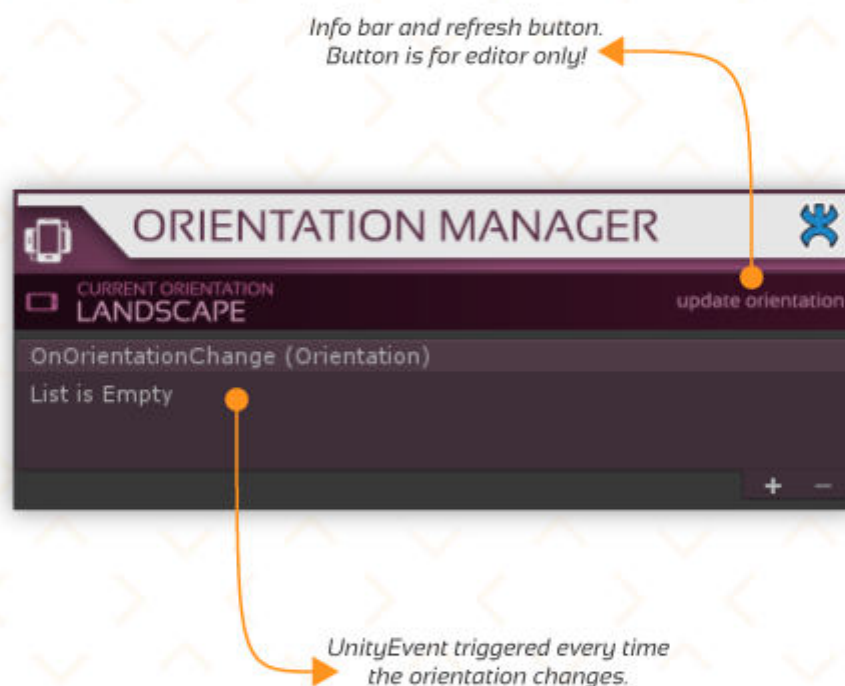 Info bar and refresh button.
Button is for editor only!
ORIENTATION MANAGER
CURRENT ORIENTATION
LANDSCAPE
update orientation
OnOrientationChange (Orientation)
List is Empty
+ −
UnityEvent triggered every time
the orientation changes.